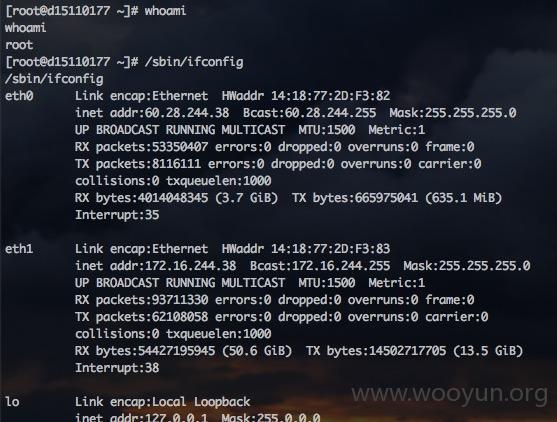 [root@d15110177 ~]# whoami
whoami
root
[root@d15110177 ~]# /sbin/ifconfig
/sbin/ifconfig
eth0 Link encap:Ethernet HWaddr 14:18:77:2D:F3:82
inet addr:60.28.244.38 Bcast:60.28.244.255 Mask:255.255.255.0
UP BROADCAST RUNNING MULTICAST MTU:1500 Metric:1
RX packets:53350407 errors:0 dropped:0 overruns:0 frame:0
TX packets:8116111 errors:0 dropped:0 overruns:0 carrier:0
collisions:0 txqueuelen:1000
RX bytes:4014048345 (3.7 GiB) TX bytes:665975041 (635.1 MiB)
Interrupt:35
eth1 Link encap:Ethernet HWaddr 14:18:77:2D:F3:83
inet addr:172.16.244.38 Bcast:172.16.244.255 Mask:255.255.255.0
UP BROADCAST RUNNING MULTICAST MTU:1500 Metric:1
RX packets:93711330 errors:0 dropped:0 overruns:0 frame:0
TX packets:62108058 errors:0 dropped:0 overruns:0 carrier:0
collisions:0 txqueuelen:1000
RX bytes:54427195945 (50.6 GiB) TX bytes:14502717705 (13.5 GiB)
Interrupt:38
lo Link encap:Local Loopback
inet addr:127.0.0.1 Mask:255.0.0.0
www.wooyun.org